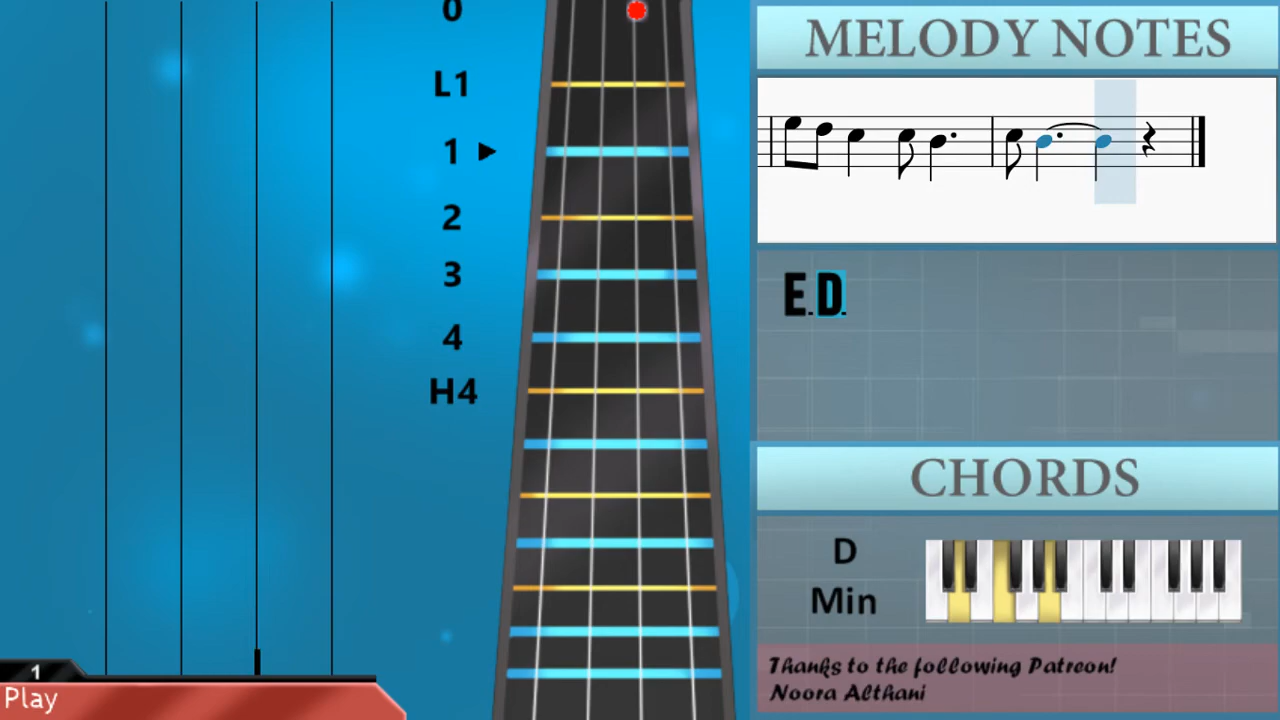 0
L1
1
2
3
4
H4
1
Play
MELODY NOTES
E.D.
CHORDS
D
Min
Thanks to the following Patreon!
Noora Althani